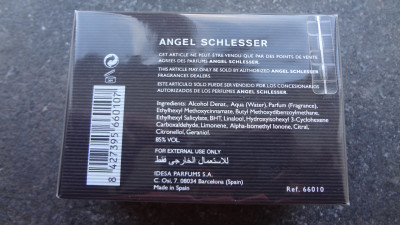 ANGEL SCHLESSER
CET ARTICLE NE PEUT ÊTRE VENDU QUE PAR DES POINTS DE VENTE
AGREES DES PARFUMS ANGEL SCHLESSER.
THIS ARTICLE MAY ONLY BE SOLD BY AUTHORIZED ANGEL SCHLESSER
FRAGRANCES DEALERS.
ESTE ARTICULO SOLO PUEDE SER VENDIDO POR LOS CONCESIONARIOS
AUTORIZADOS DE LOS PERFUMES ANGEL SCHLESSER.
Ingredients: Alcohol Denat., Aqua (Water), Parfum (Fragrance),
Ethylhexyl Methoxycinnamate, Butyl Methoxydibenzoylmethane,
Ethylhexyl Salicylate, BHT, Linalool, Hydroxyisohexyl 3-Cyclohexene
Carboxaldehyde, Limonene, Alpha-Isomethyl Ionone, Citral,
Citronellol, Geraniol.
85% VOL.
FOR EXTERNAL USE ONLY
للاستعمال الخارجي فقط
IDESA PARFUMS S.A.
C. Osi, 7. 08034 Barcelona (Spain)
Made in Spain
Ref. 66010
8 427395 660107